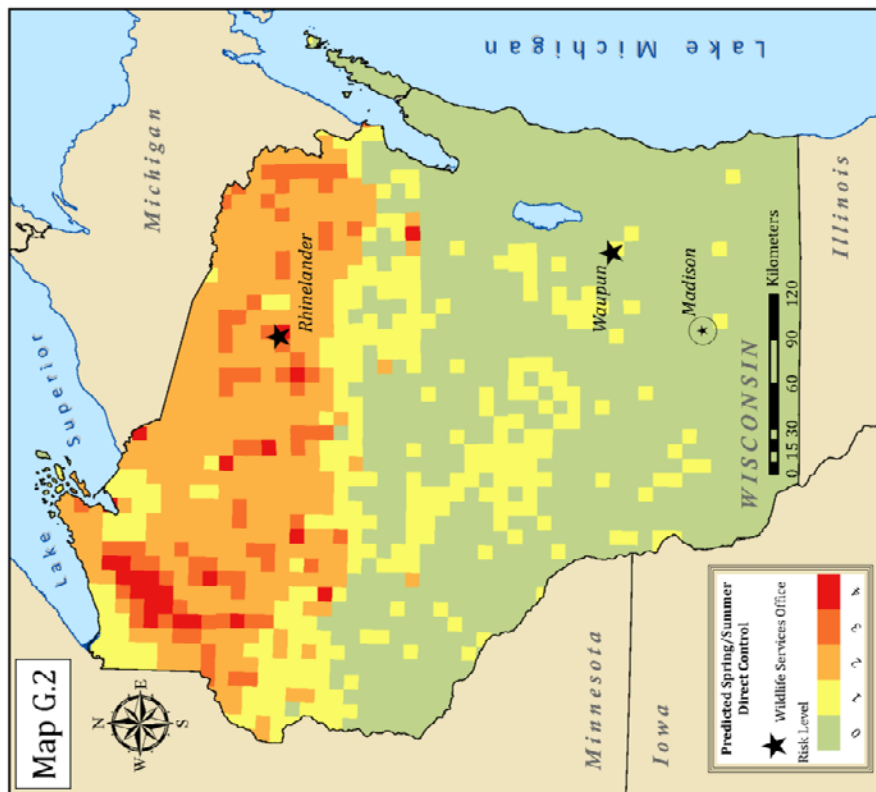 Map G.2
N
W E
S
Lake Superior
Michigan
Lake Michigan
Rhinelander
Waupun
Madison
WISCONSIN
Minnesota
Iowa
Illinois
0 15 30 60 90 120
Kilometers
Predicted Spring/Summer
Direct Control
Wildlife Services Office
Risk Level
0 1 2 3 4